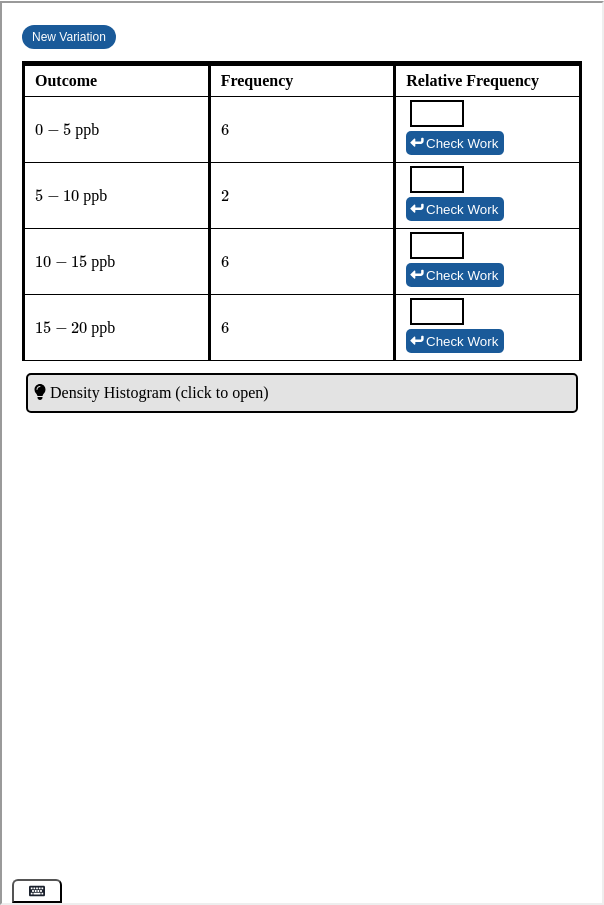 New Variation
Outcome Frequency Relative Frequency
0 – 5 ppb 6
Check Work
5 – 10 ppb 2
Check Work
10 – 15 ppb 6
Check Work
15 – 20 ppb 6
Check Work
Density Histogram (click to open)